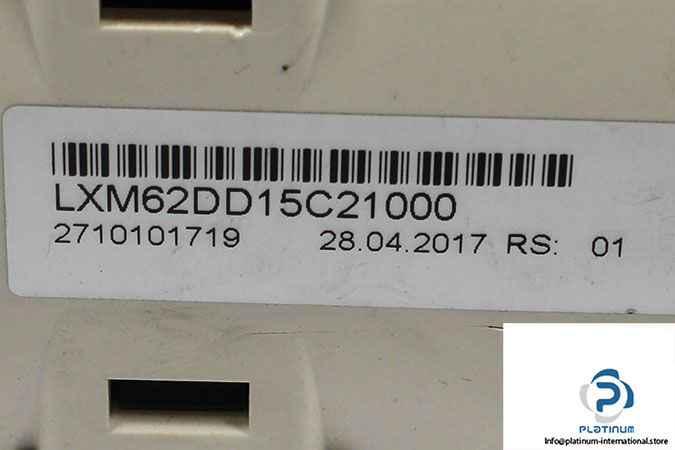 LXM62DD15C21000
2710101719 28.04.2017 RS: 01
PLATINUM
info@platinum-international.store